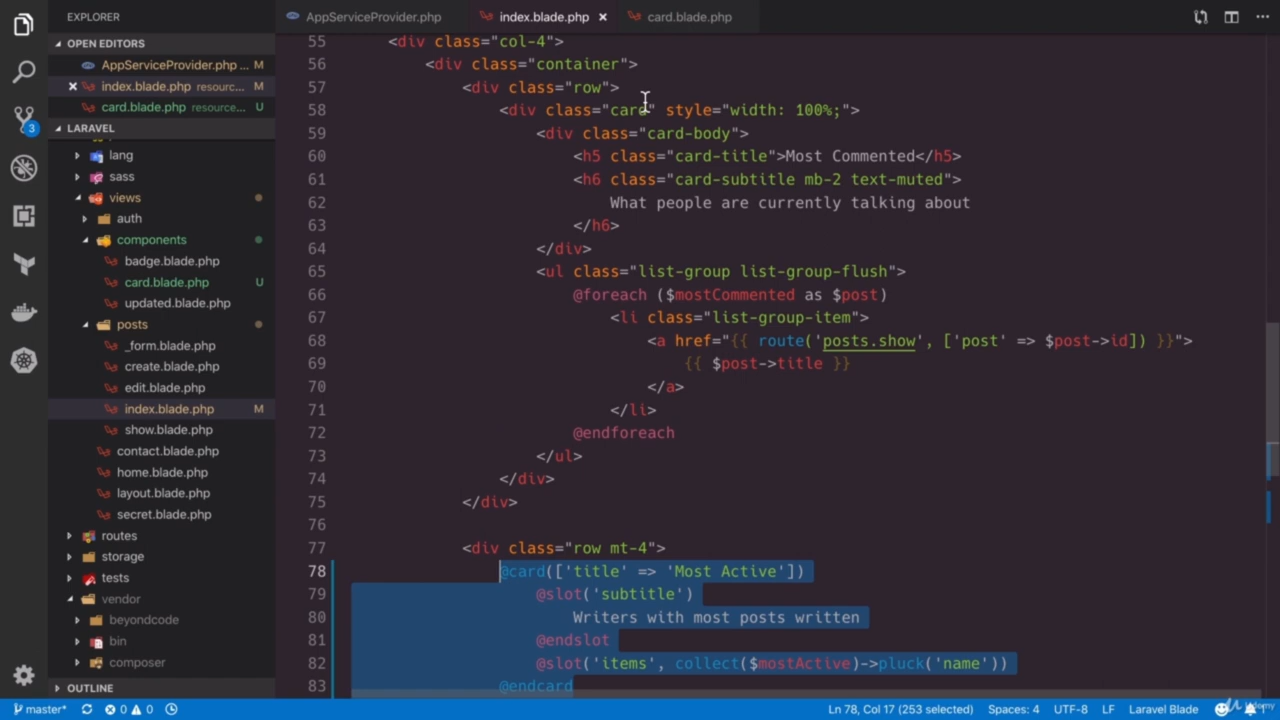 EXPLORER
AppServiceProvider.php
index.blade.php
card.blade.php
OPEN EDITORS
AppServiceProvider.php ... M
index.blade.php resourc... M
card.blade.php resource... U
LARAVEL
lang
sass
views
auth
components
badge.blade.php
card.blade.php U
updated.blade.php
posts
_form.blade.php
create.blade.php
edit.blade.php
index.blade.php M
show.blade.php
contact.blade.php
home.blade.php
layout.blade.php
secret.blade.php
routes
storage
tests
vendor
beyondcode
bin
composer
OUTLINE
3
55 <div class="col-4">
56 <div class="container">
57 <div class="row">
58 <div class="card" style="width: 100%;">
59 <div class="card-body">
60 <h5 class="card-title">Most Commented</h5>
61 <h6 class="card-subtitle mb-2 text-muted">
62 What people are currently talking about
63 </h6>
64 </div>
65 <ul class="list-group list-group-flush">
66 @foreach ($mostCommented as $post)
67 <li class="list-group-item">
68 <a href="{{ route('posts.show', ['post' => $post->id]) }}">
69 {{ $post->title }}
70 </a>
71 </li>
72 @endforeach
73 </ul>
74 </div>
75 </div>
76
77 <div class="row mt-4">
78 @card(['title' => 'Most Active'])
79 @slot('subtitle')
80 Writers with most posts written
81 @endslot
82 @slot('items', collect($mostActive)->pluck('name'))
83 @endcard
master* 0 0 Ln 78, Col 17 (253 selected) Spaces: 4 UTF-8 LF Laravel Blade